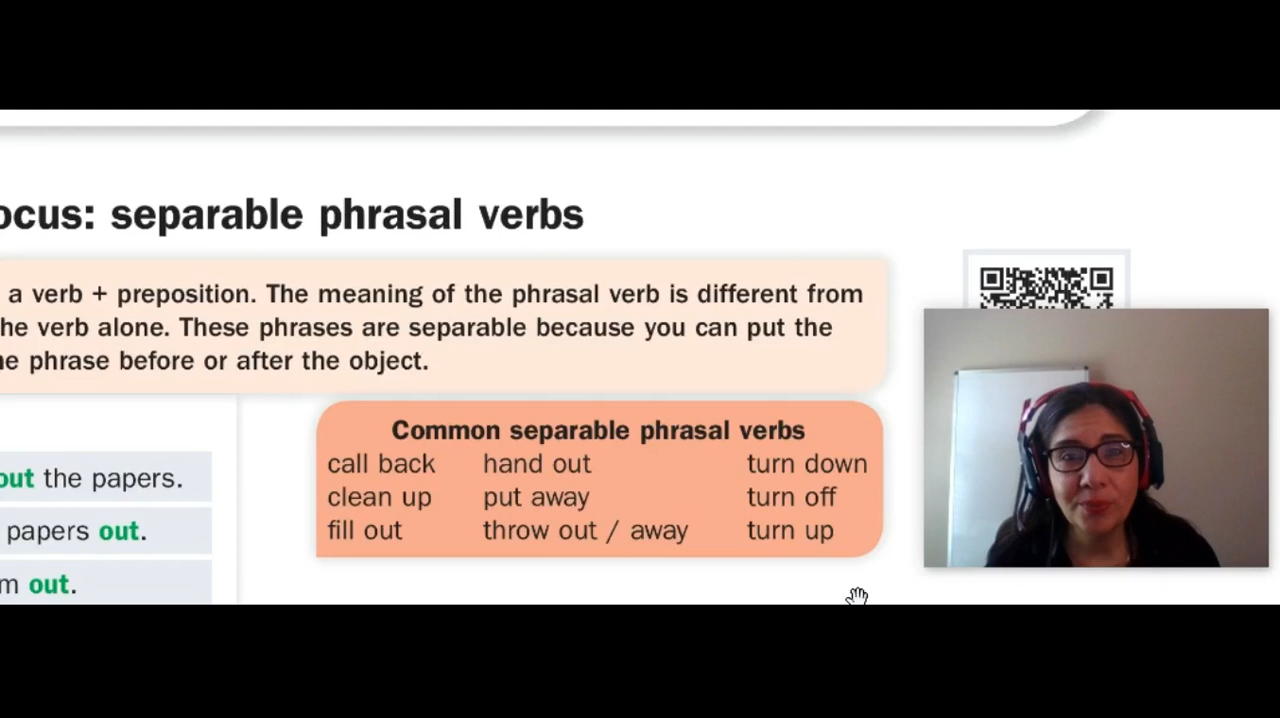 ocus: separable phrasal verbs
a verb + preposition. The meaning of the phrasal verb is different from
he verb alone. These phrases are separable because you can put the
he phrase before or after the object.
Common separable phrasal verbs
call back hand out turn down
clean up put away turn off
fill out throw out / away turn up
out the papers.
papers out.
m out.